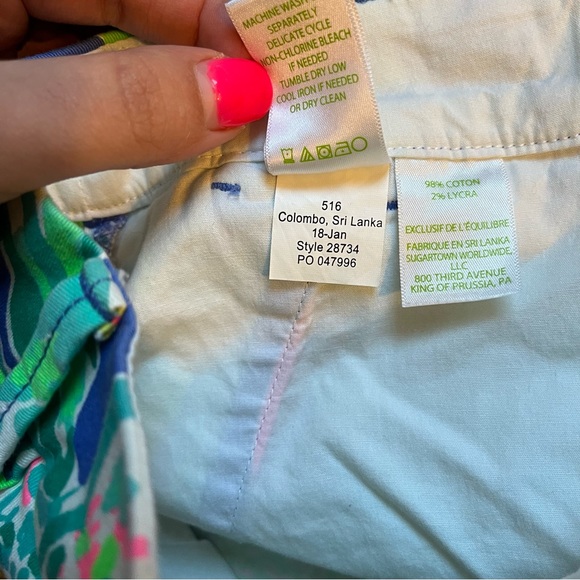 MACHINE WASH
SEPARATELY
DELICATE CYCLE
NON-CHLORINE BLEACH
IF NEEDED
TUMBLE DRY LOW
COOL IRON IF NEEDED
OR DRY CLEAN
516
Colombo, Sri Lanka
18-Jan
Style 28734
PO 047996
98% COTON
2% LYCRA
EXCLUSIF DE L'ÉQUILIBRE
FABRIQUE EN SRI LANKA
SUGARTOWN WORLDWIDE,
LLC
800 THIRD AVENUE
KING OF PRUSSIA, PA